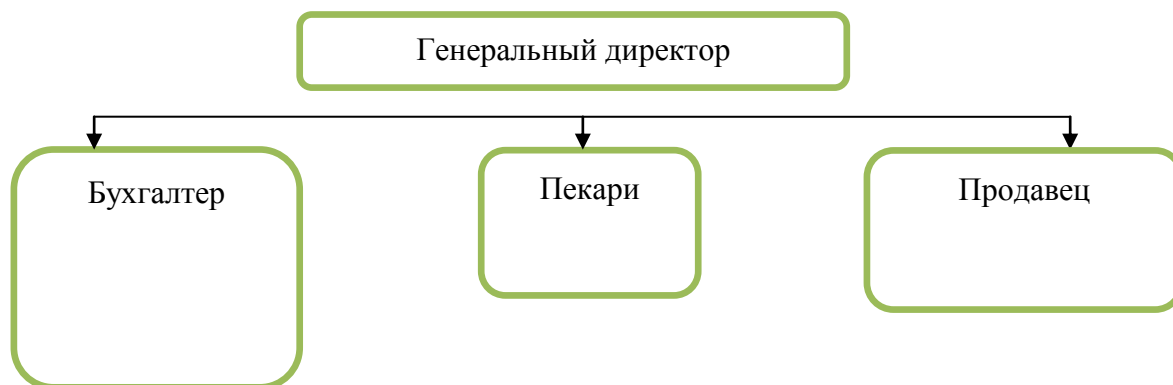 Генеральный директор
Бухгалтер
Пекари
Продавец